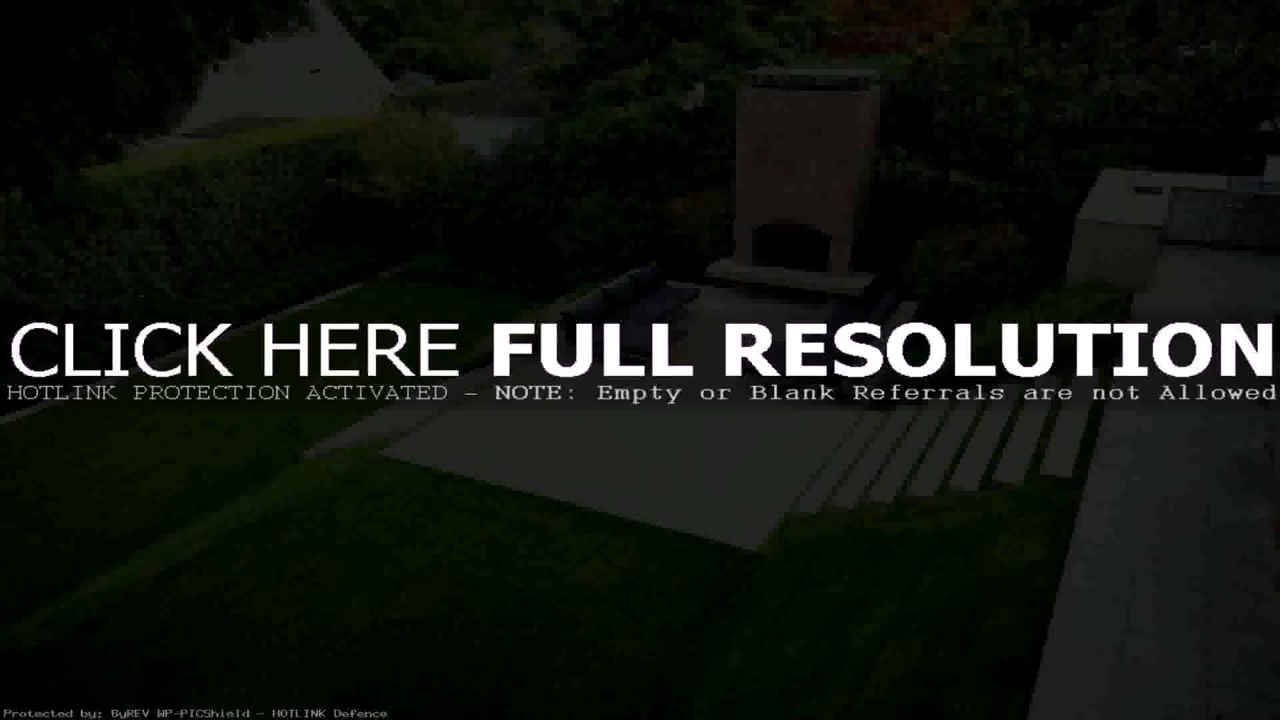 CLICK HERE FULL RESOLUTION
HOTLINK PROTECTION ACTIVATED - NOTE: Empty or Blank Referrals are not Allowed
Protected by: ByREV WP-PICShield - HOTLINK Defence